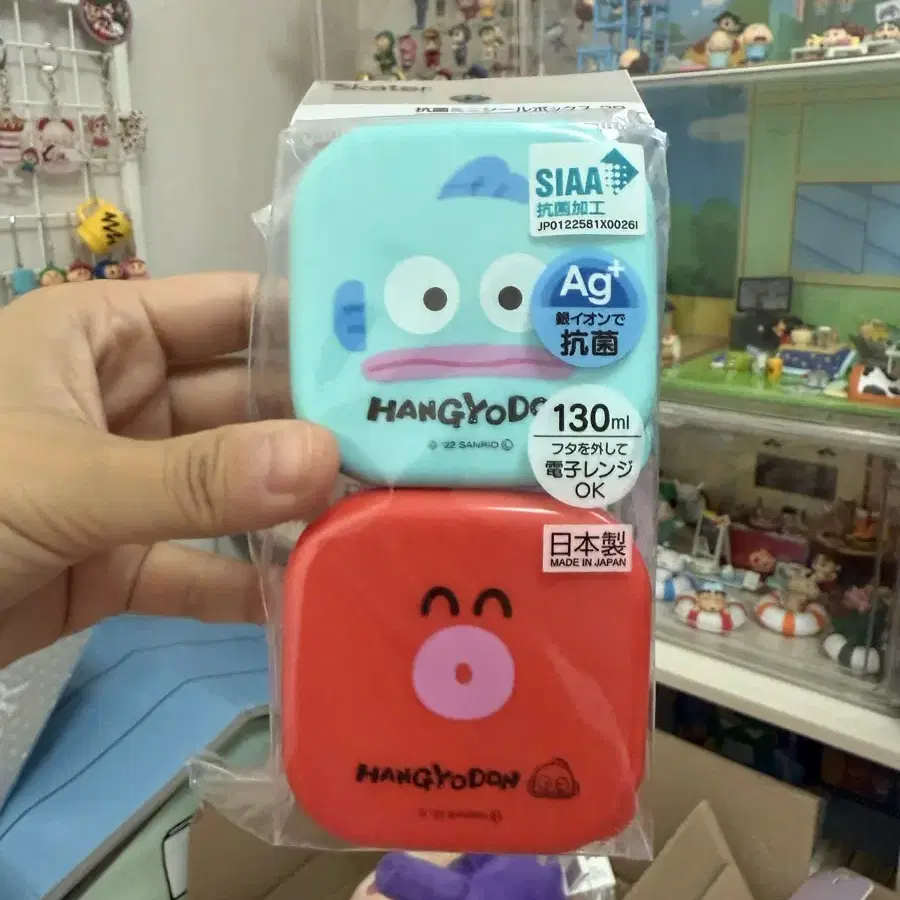 Skater
SIAA
抗菌加工
JP0122581X0026I
Ag+
銀イオンで
抗菌
HANGYODO
© '22 SANRIO Ⓛ
130ml
フタを外して
電子レンジ
OK
日本製
MADE IN JAPAN
HANGYODON